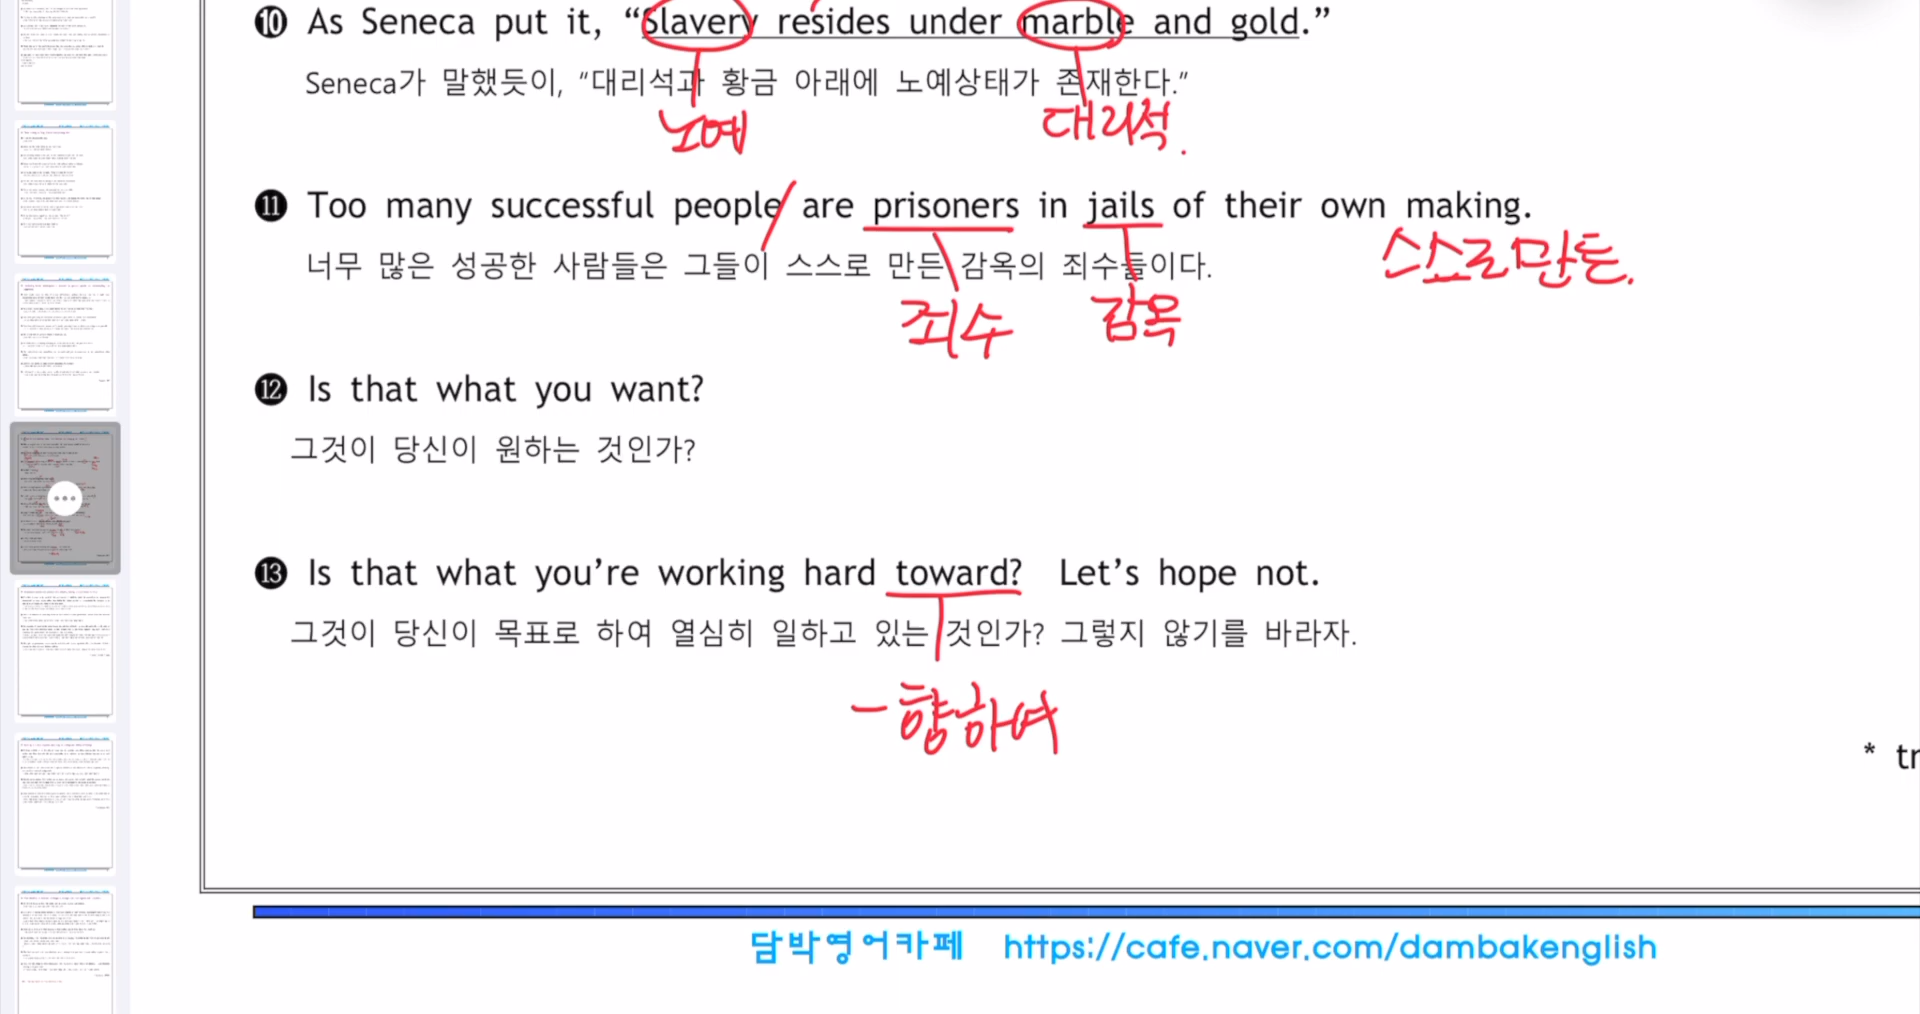 ❿ As Seneca put it, “Slavery resides under marble and gold.”
Seneca가 말했듯이, “대리석과 황금 아래에 노예상태가 존재한다.”
노예 대리석.
⓫ Too many successful people are prisoners in jails of their own making.
스스로 만든.
너무 많은 성공한 사람들은 그들이 스스로 만든 감옥의 죄수들이다.
죄수 감옥
⓬ Is that what you want?
그것이 당신이 원하는 것인가?
⓭ Is that what you’re working hard toward? Let’s hope not.
그것이 당신이 목표로 하여 열심히 일하고 있는 것인가? 그렇지 않기를 바라자.
-향하여
* tr
담박영어카페 https://cafe.naver.com/dambakenglish